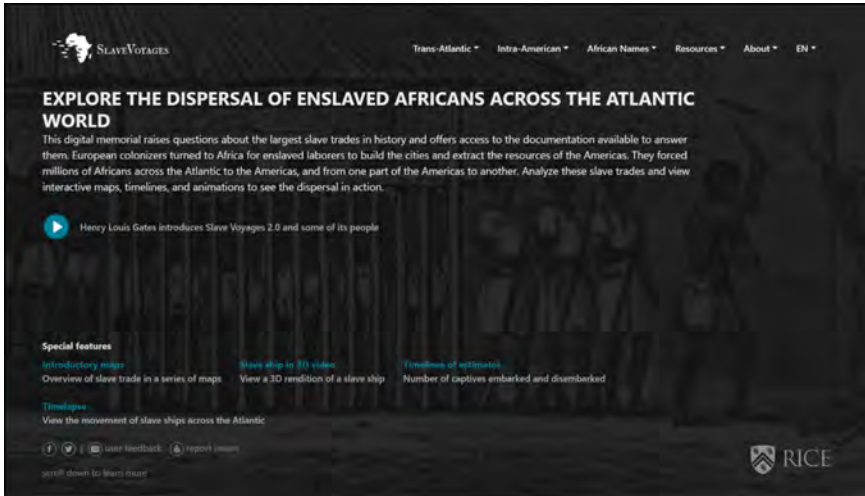 SLAVEVOYAGES
Trans-Atlantic Intra-American African Names Resources About EN
EXPLORE THE DISPERSAL OF ENSLAVED AFRICANS ACROSS THE ATLANTIC
WORLD
This digital memorial raises questions about the largest slave trades in history and offers access to the documentation available to answer
them. European colonizers turned to Africa for enslaved laborers to build the cities and extract the resources of the Americas. They forced
millions of Africans across the Atlantic to the Americas, and from one part of the Americas to another. Analyze these slave trades and view
interactive maps, timelines, and animations to see the dispersal in action.
Henry Louis Gates introduces Slave Voyages 2.0 and some of its people
Special features
Introductory maps Slave ship in 3D video Timeline of estimates
Overview of slave trade in a series of maps View a 3D rendition of a slave ship Number of captives embarked and disembarked
Timelapse
View the movement of slave ships across the Atlantic
user feedback report issues
scroll down to learn more
RICE